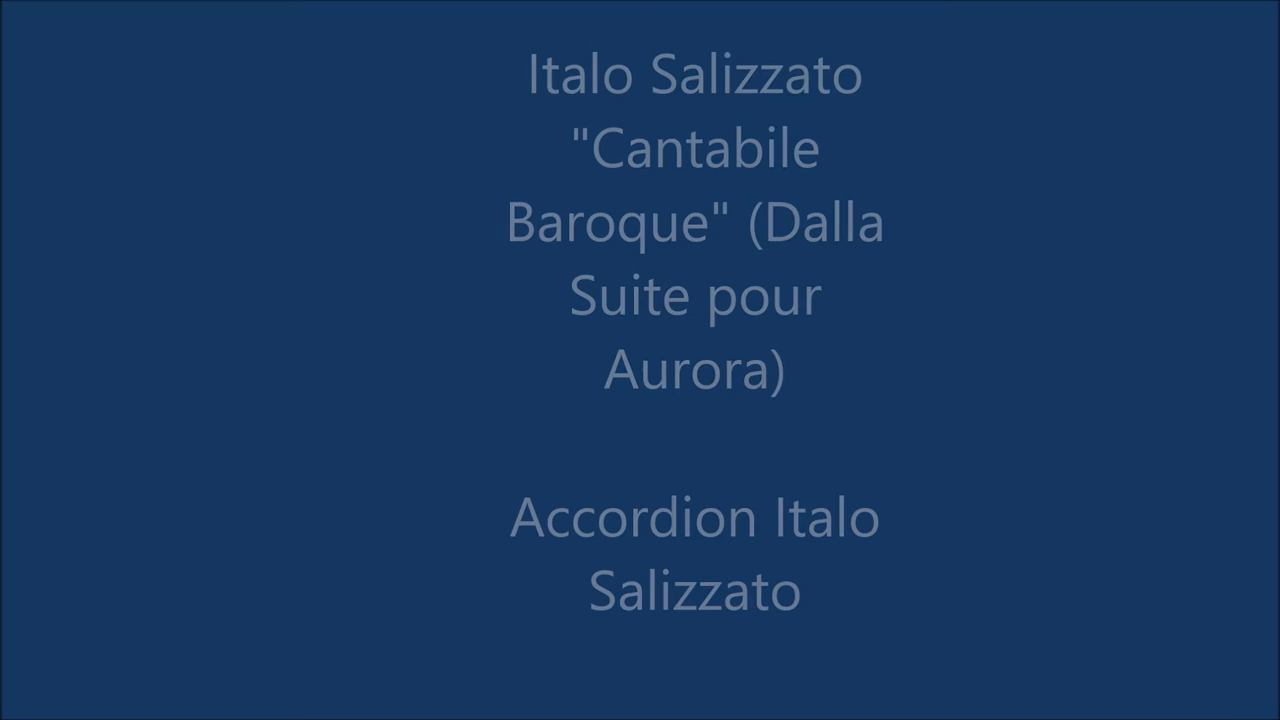 Italo Salizzato
"Cantabile
Baroque" (Dalla
Suite pour
Aurora)
Accordion Italo
Salizzato